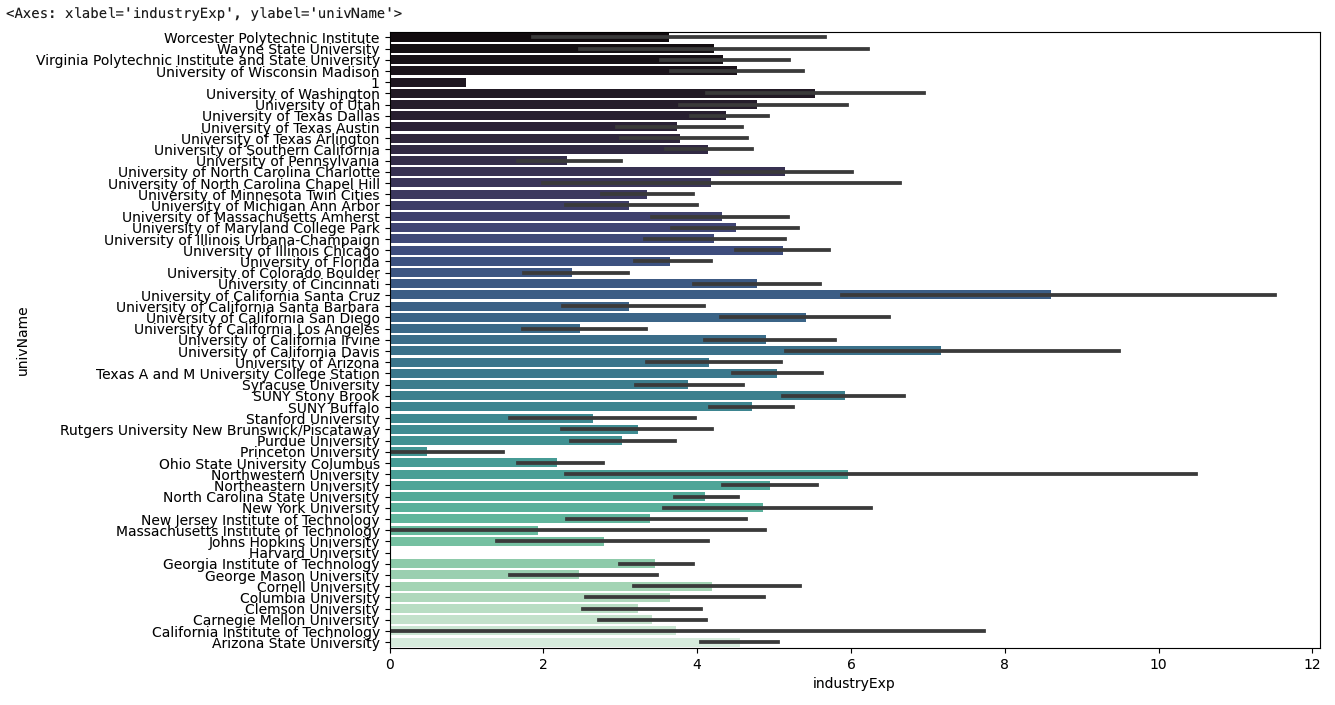 <Axes: xlabel='industryExp', ylabel='univName'>
Worcester Polytechnic Institute
Wayne State University
Virginia Polytechnic Institute and State University
University of Wisconsin Madison
1
University of Washington
University of Utah
University of Texas Dallas
University of Texas Austin
University of Texas Arlington
University of Southern California
University of Pennsylvania
University of North Carolina Charlotte
University of North Carolina Chapel Hill
University of Minnesota Twin Cities
University of Michigan Ann Arbor
University of Massachusetts Amherst
University of Maryland College Park
University of Illinois Urbana-Champaign
University of Illinois Chicago
University of Florida
University of Colorado Boulder
University of Cincinnati
University of California Santa Cruz
University of California Santa Barbara
University of California San Diego
University of California Los Angeles
University of California Irvine
University of California Davis
University of Arizona
Texas A and M University College Station
Syracuse University
SUNY Stony Brook
SUNY Buffalo
Stanford University
Rutgers University New Brunswick/Piscataway
Purdue University
Princeton University
Ohio State University Columbus
Northwestern University
Northeastern University
North Carolina State University
New York University
New Jersey Institute of Technology
Massachusetts Institute of Technology
Johns Hopkins University
Harvard University
Georgia Institute of Technology
George Mason University
Cornell University
Columbia University
Clemson University
Carnegie Mellon University
California Institute of Technology
Arizona State University
univName
0 2 4 6 8 10 12
industryExp